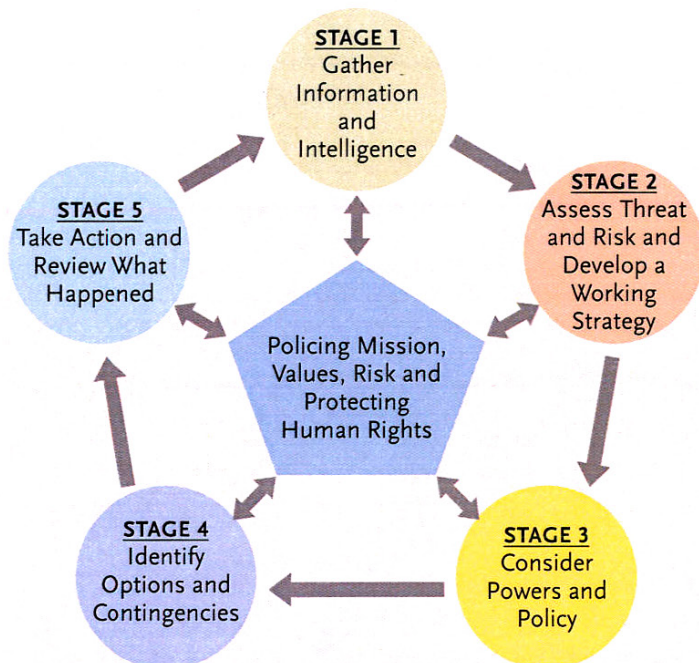 STAGE 1
Gather
Information
and
Intelligence
STAGE 2
Assess Threat
and Risk and
Develop a
Working
Strategy
STAGE 3
Consider
Powers and
Policy
STAGE 4
Identify
Options and
Contingencies
STAGE 5
Take Action and
Review What
Happened
Policing Mission,
Values, Risk and
Protecting
Human Rights